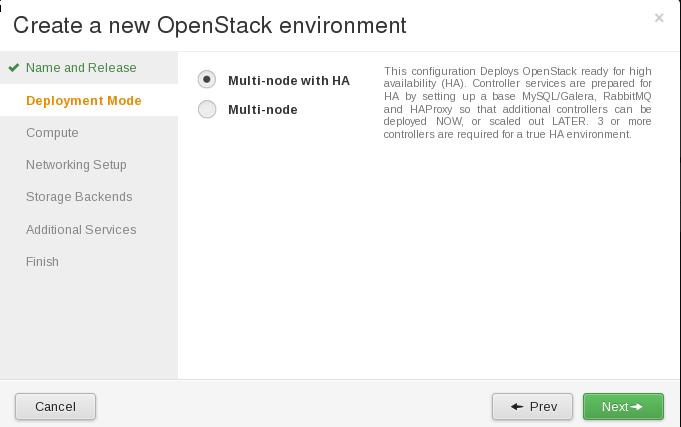 Create a new OpenStack environment
×
Name and Release
Deployment Mode
Compute
Networking Setup
Storage Backends
Additional Services
Finish
Multi-node with HA
Multi-node
This configuration Deploys OpenStack ready for high
availability (HA). Controller services are prepared for
HA by setting up a base MySQL/Galera, RabbitMQ
and HAProxy so that additional controllers can be
deployed NOW, or scaled out LATER. 3 or more
controllers are required for a true HA environment.
Cancel
Prev
Next